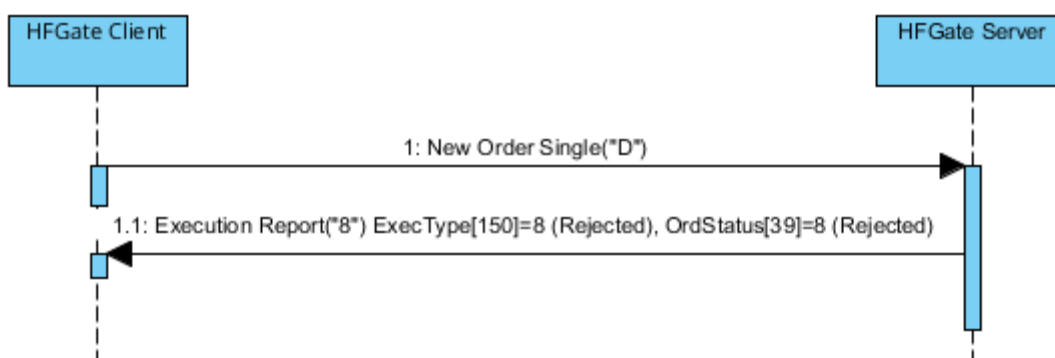 HFGate Client
HFGate Server
1: New Order Single("D")
1.1: Execution Report("8") ExecType[150]=8 (Rejected), OrdStatus[39]=8 (Rejected)